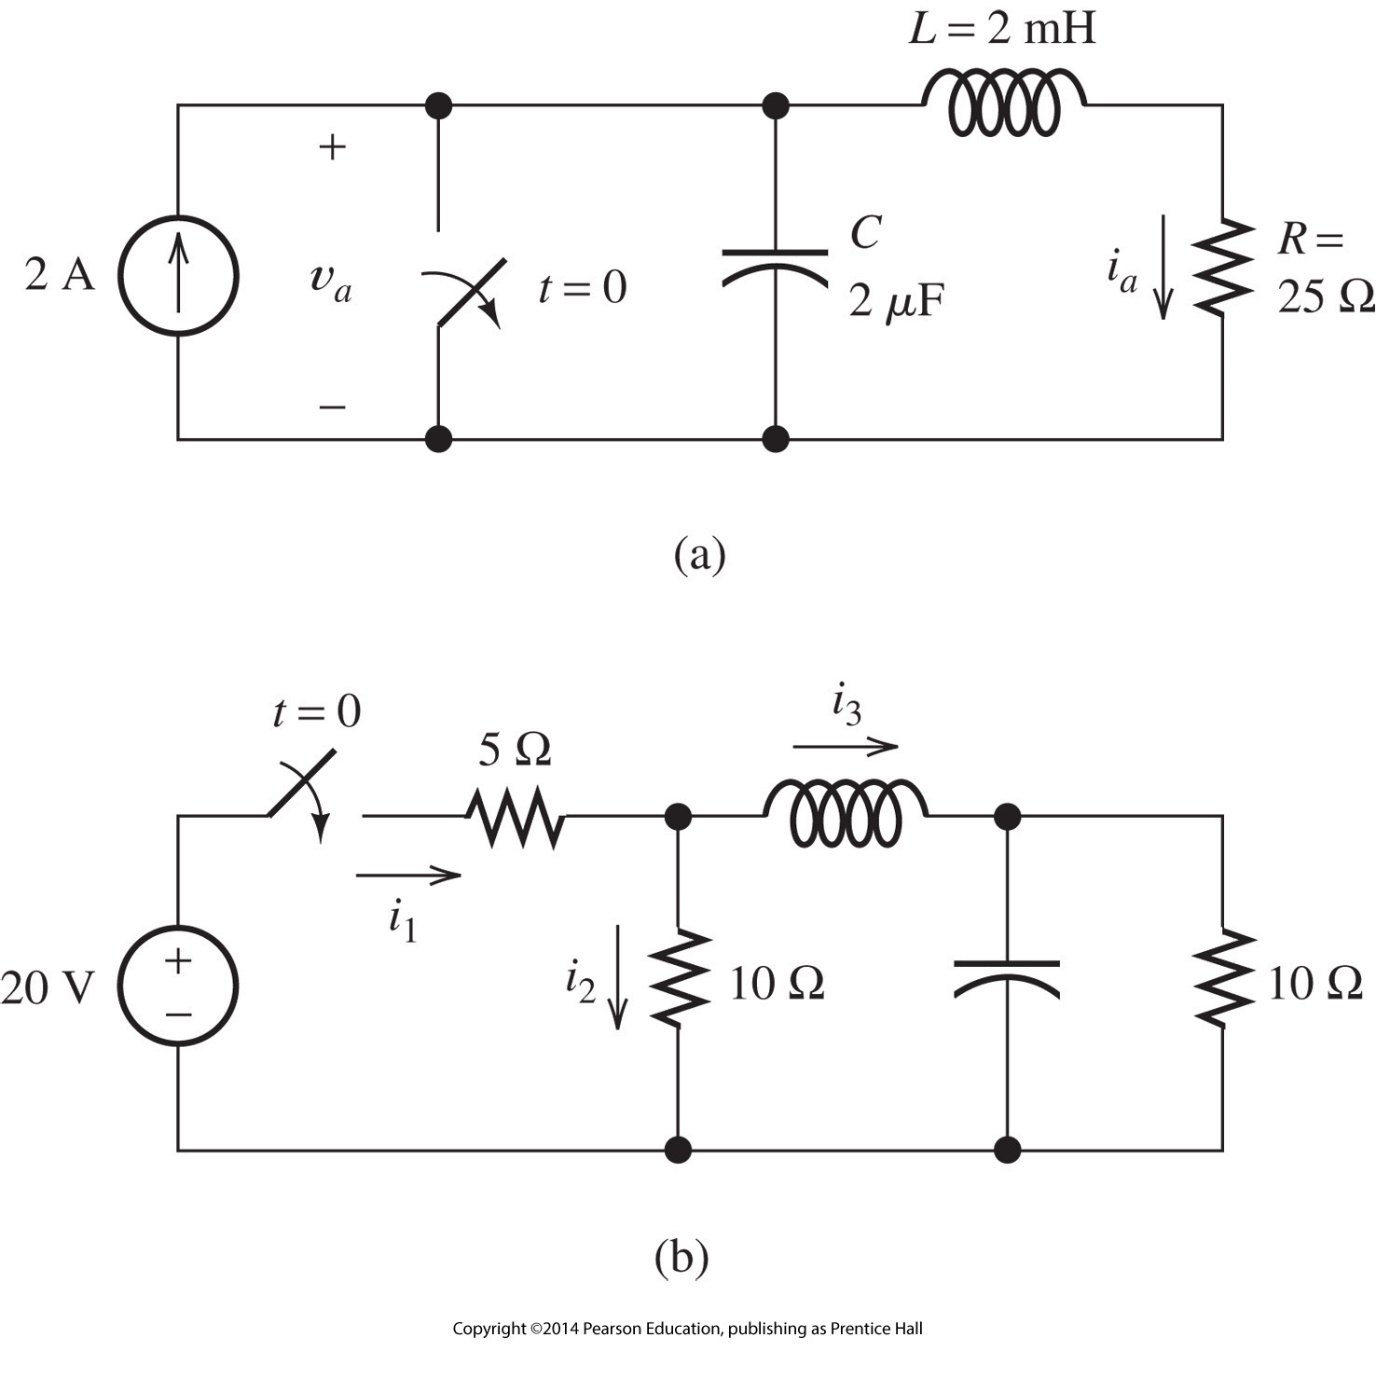 L = 2 mH
+
2 A
v_a
t = 0
C
2 μF
i_a
R =
25 Ω
−
(a)
t = 0
5 Ω
i_3
i_1
20 V
+
−
i_2
10 Ω
10 Ω
(b)
Copyright ©2014 Pearson Education, publishing as Prentice Hall